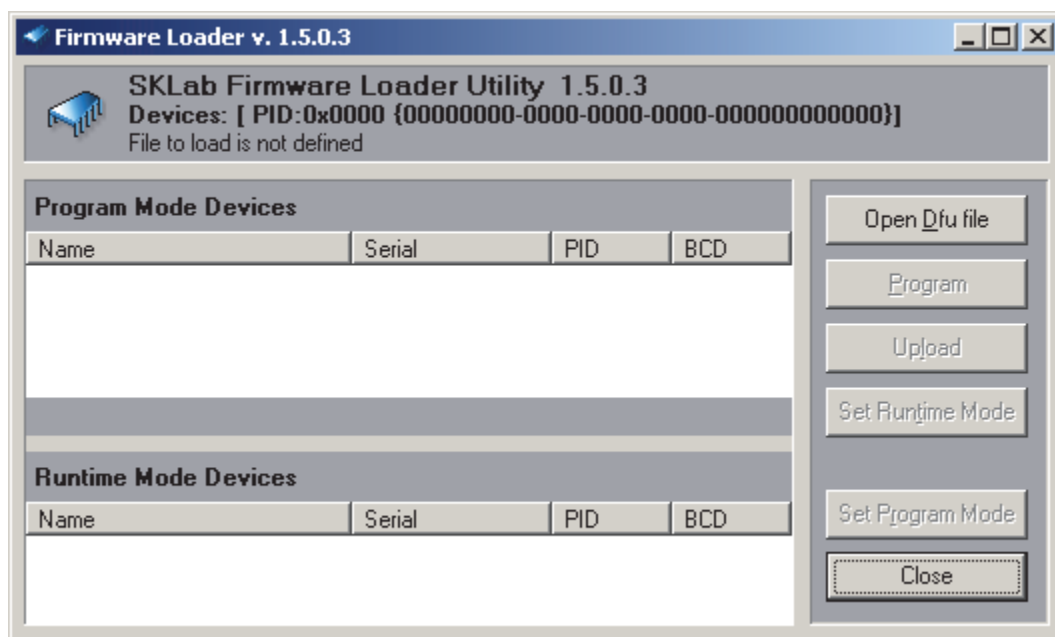 Firmware Loader v. 1.5.0.3
SKLab Firmware Loader Utility 1.5.0.3
Devices: [ PID:0x0000 {00000000-0000-0000-0000-000000000000}]
File to load is not defined
Program Mode Devices
Name Serial PID BCD
Runtime Mode Devices
Name Serial PID BCD
Open Dfu file
Program
Upload
Set Runtime Mode
Set Program Mode
Close